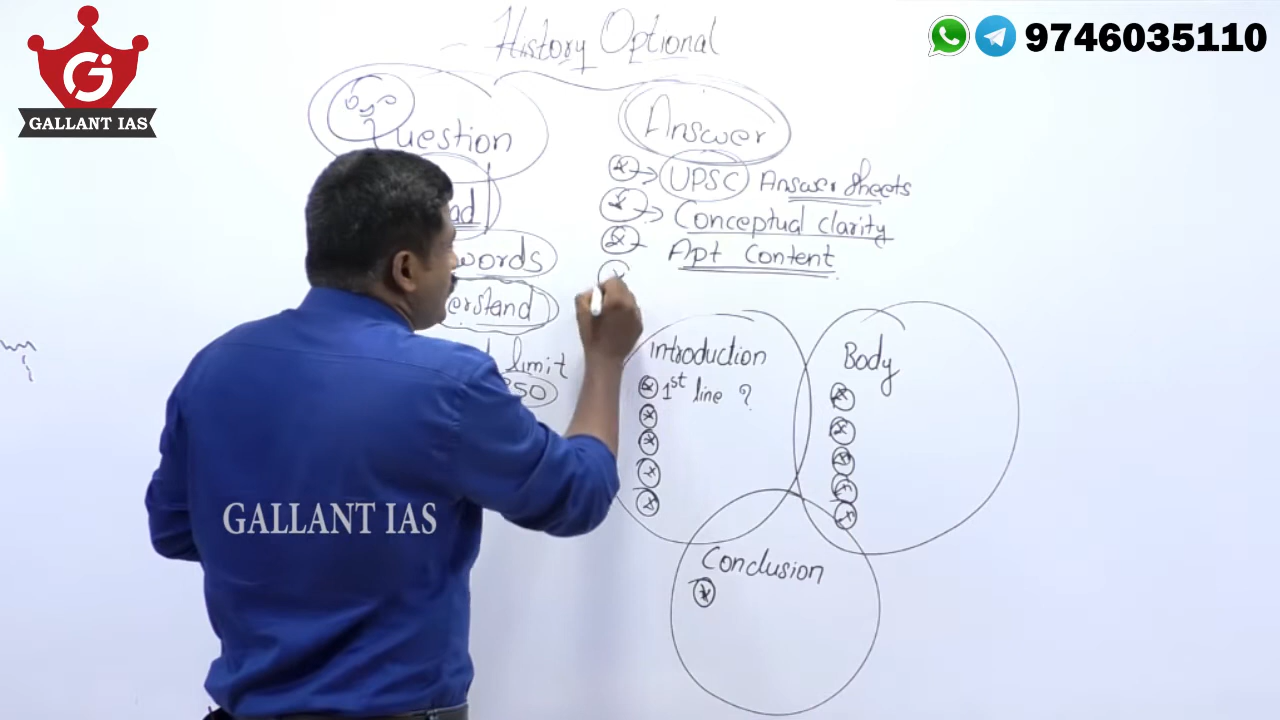 History Optional
9746035110
GALLANT IAS
Question
Answer
UPSC Answer sheets
Conceptual clarity
Apt Content
words
limit
Introduction
1st line ?
Body
Conclusion
GALLANT IAS